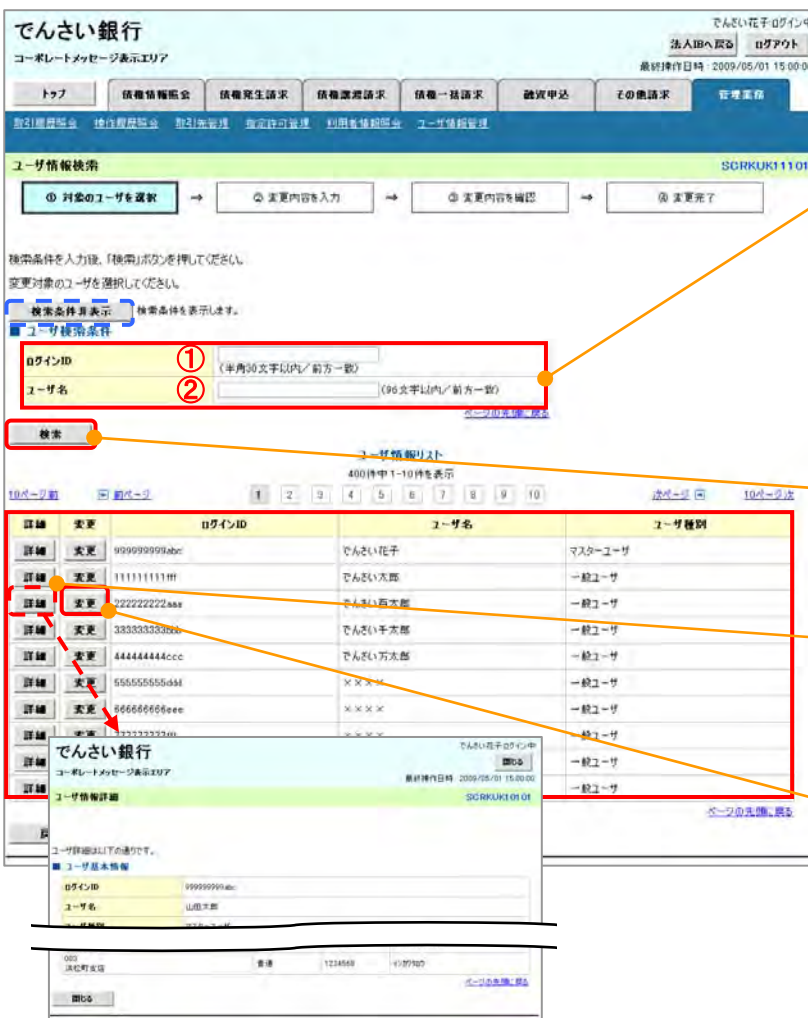 でんさい花子 ログイン中
でんさい銀行
コーポレートメッセージ表示エリア
法人IBへ戻る ログアウト
最終操作日時：2009/05/01 15:00:00
トップ 債権情報照会 債権発生請求 債権譲渡請求 債権一括請求 融資申込 その他請求 管理業務
取引履歴照会 操作履歴照会 取引先管理 指定許可管理 利用者情報照会 ユーザ情報管理
ユーザ情報検索 SCRKUK11101
① 対象のユーザを選択 → ② 変更内容を入力 → ③ 変更内容を確認 → ④ 変更完了
検索条件を入力後、「検索」ボタンを押してください。
変更対象のユーザを選択してください。
検索条件非表示 検索条件を表示します。
■ ユーザ検索条件
ログインID ① (半角30文字以内／前方一致)
ユーザ名 ② (96文字以内／前方一致)
ページの先頭に戻る
検索
ユーザ情報リスト
400件中 1-10件を表示
10ページ前 前ページ 1 2 3 4 5 6 7 8 9 10 次ページ 10ページ次
詳細 変更 ログインID ユーザ名 ユーザ種別
詳細 変更 999999999abc でんさい花子 マスターユーザ
詳細 変更 111111111fff でんさい太郎 一般ユーザ
詳細 変更 222222222aaa でんさい百太郎 一般ユーザ
詳細 変更 333333333bbb でんさい千太郎 一般ユーザ
詳細 変更 444444444ccc でんさい万太郎 一般ユーザ
詳細 変更 555555555ddd ×××× 一般ユーザ
詳細 変更 666666666eee ×××× 一般ユーザ
詳細 変更 777777777fff ×××× 一般ユーザ
詳細 一般ユーザ
詳細 一般ユーザ
ページの先頭に戻る
でんさい花子 ログイン中
でんさい銀行
閉じる
コーポレートメッセージ表示エリア
最終操作日時：2009/05/01 15:00:00
ユーザ情報詳細 SCRKUK10101
ユーザ詳細は以下の通りです。
■ ユーザ基本情報
ログインID 999999999abc
ユーザ名 山田太郎
ユーザ種別 マスターユーザ
003
浜松町支店 普通 1234568
ページの先頭に戻る
閉じる